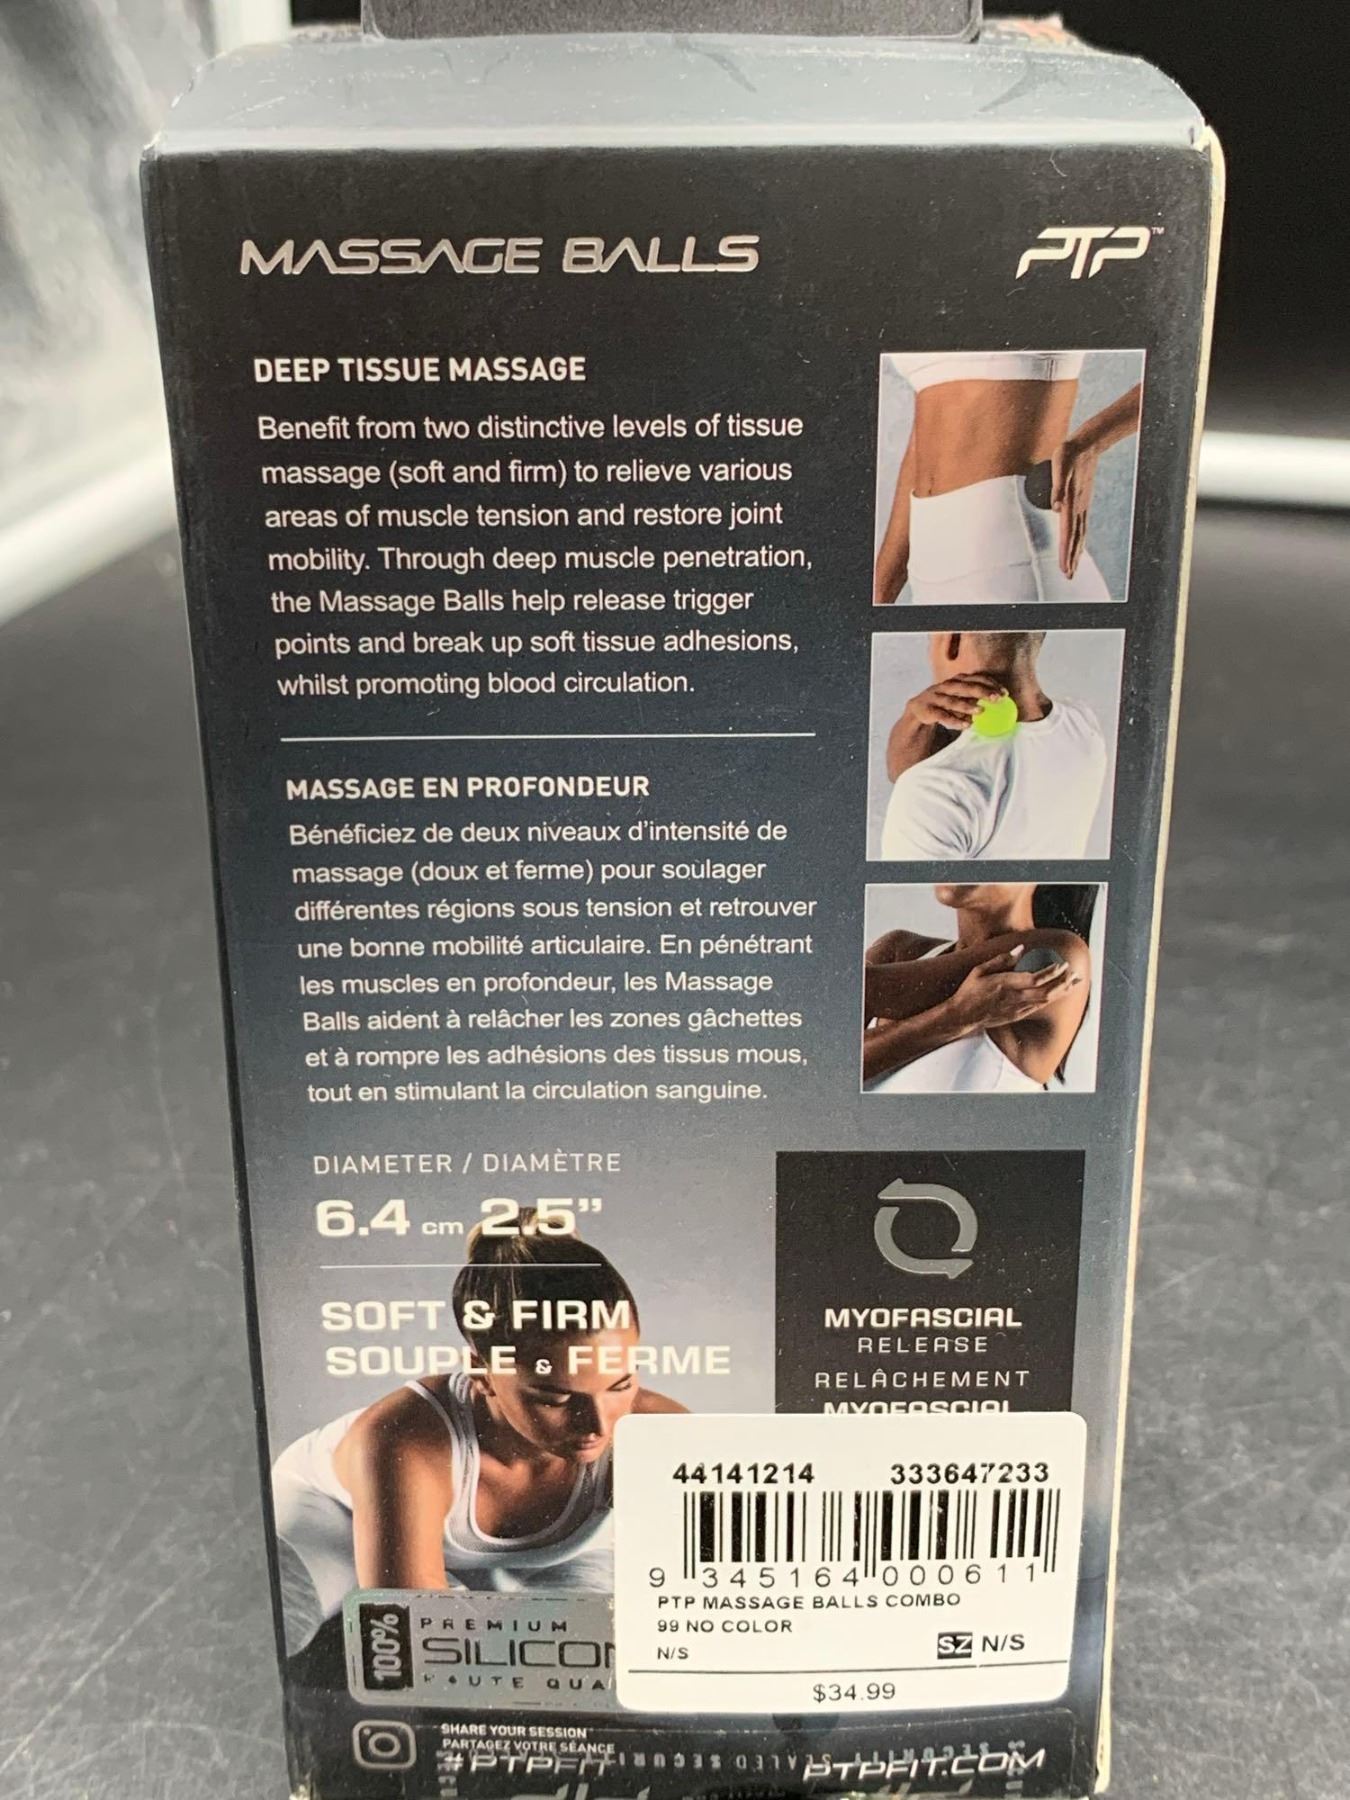 MASSAGE BALLS
PTP™
DEEP TISSUE MASSAGE
Benefit from two distinctive levels of tissue
massage (soft and firm) to relieve various
areas of muscle tension and restore joint
mobility. Through deep muscle penetration,
the Massage Balls help release trigger
points and break up soft tissue adhesions,
whilst promoting blood circulation.
MASSAGE EN PROFONDEUR
Bénéficiez de deux niveaux d'intensité de
massage (doux et ferme) pour soulager
différentes régions sous tension et retrouver
une bonne mobilité articulaire. En pénétrant
les muscles en profondeur, les Massage
Balls aident à relâcher les zones gâchettes
et à rompre les adhésions des tissus mous,
tout en stimulant la circulation sanguine.
DIAMETER / DIAMÈTRE
6.4 cm 2.5”
SOFT & FIRM
SOUPLE & FERME
MYOFASCIAL
RELEASE
RELÂCHEMENT
MYOFASCIAL
44141214 333647233
9 345164 000611
PTP MASSAGE BALLS COMBO
99 NO COLOR
N/S SZ N/S
$34.99
100%
PREMIUM
SILICON
HAUTE QUA
SHARE YOUR SESSION
PARTAGEZ VOTRE SÉANCE
#PTPFIT
PTPFIT.COM